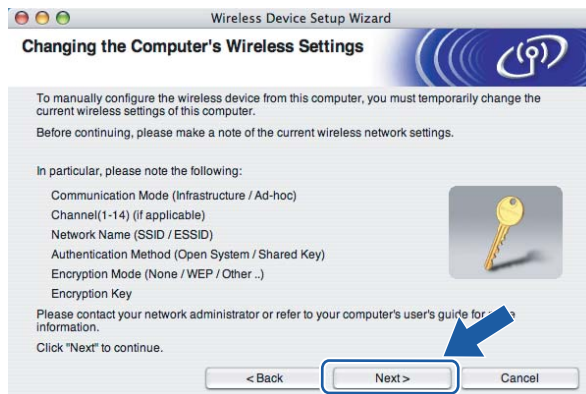 Wireless Device Setup Wizard
Changing the Computer's Wireless Settings
To manually configure the wireless device from this computer, you must temporarily change the
current wireless settings of this computer.
Before continuing, please make a note of the current wireless network settings.
In particular, please note the following:
Communication Mode (Infrastructure / Ad-hoc)
Channel(1-14) (if applicable)
Network Name (SSID / ESSID)
Authentication Method (Open System / Shared Key)
Encryption Mode (None / WEP / Other ..)
Encryption Key
Please contact your network administrator or refer to your computer's user's guide for
information.
Click "Next" to continue.
< Back
Next >
Cancel